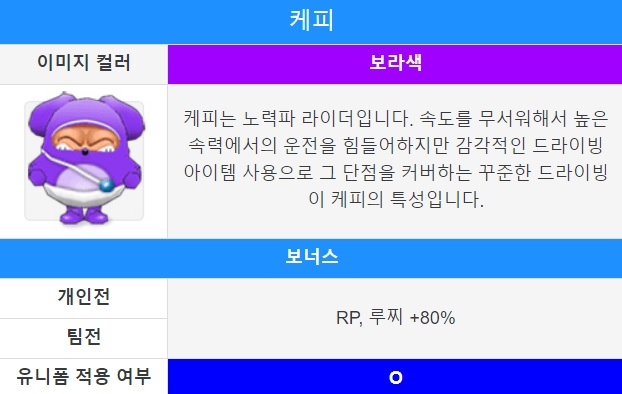 케피
이미지 컬러
보라색
케피는 노력파 라이더입니다. 속도를 무서워해서 높은
속력에서의 운전을 힘들어하지만 감각적인 드라이빙
아이템 사용으로 그 단점을 커버하는 꾸준한 드라이빙
이 케피의 특성입니다.
보너스
개인전
팀전
RP, 루찌 +80%
유니폼 적용 여부
O